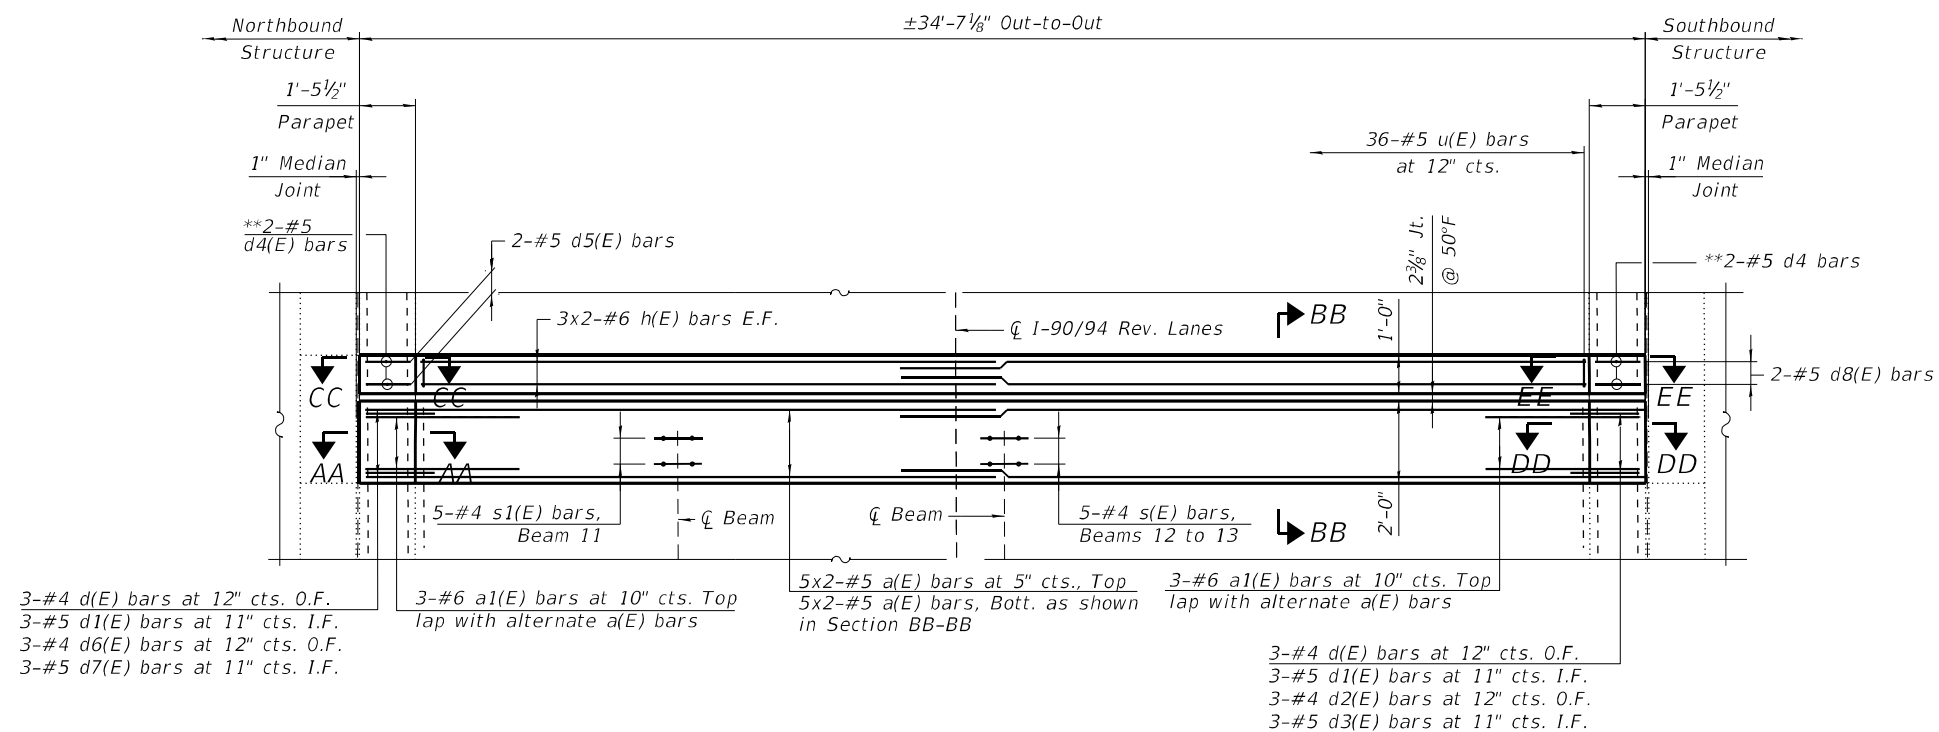 Northbound
Structure
±34'-7⅛" Out-to-Out
Southbound
Structure
1'-5½"
Parapet
1'-5½"
Parapet
36-#5 u(E) bars
at 12" cts.
1" Median
Joint
1" Median
Joint
**2-#5
d4(E) bars
2-#5 d5(E) bars
2⅜" Jt.
@ 50°F
**2-#5 d4 bars
3x2-#6 h(E) bars E.F.
℄ I-90/94 Rev. Lanes
BB
1'-0"
CC
CC
EE
EE
2-#5 d8(E) bars
AA
AA
DD
DD
5-#4 s1(E) bars,
Beam 11
℄ Beam
℄ Beam
5-#4 s(E) bars,
Beams 12 to 13
BB
2'-0"
3-#4 d(E) bars at 12" cts. O.F.
3-#5 d1(E) bars at 11" cts. I.F.
3-#4 d6(E) bars at 12" cts. O.F.
3-#5 d7(E) bars at 11" cts. I.F.
3-#6 a1(E) bars at 10" cts. Top
lap with alternate a(E) bars
5x2-#5 a(E) bars at 5" cts., Top
5x2-#5 a(E) bars, Bott. as shown
in Section BB-BB
3-#6 a1(E) bars at 10" cts. Top
lap with alternate a(E) bars
3-#4 d(E) bars at 12" cts. O.F.
3-#5 d1(E) bars at 11" cts. I.F.
3-#4 d2(E) bars at 12" cts. O.F.
3-#5 d3(E) bars at 11" cts. I.F.